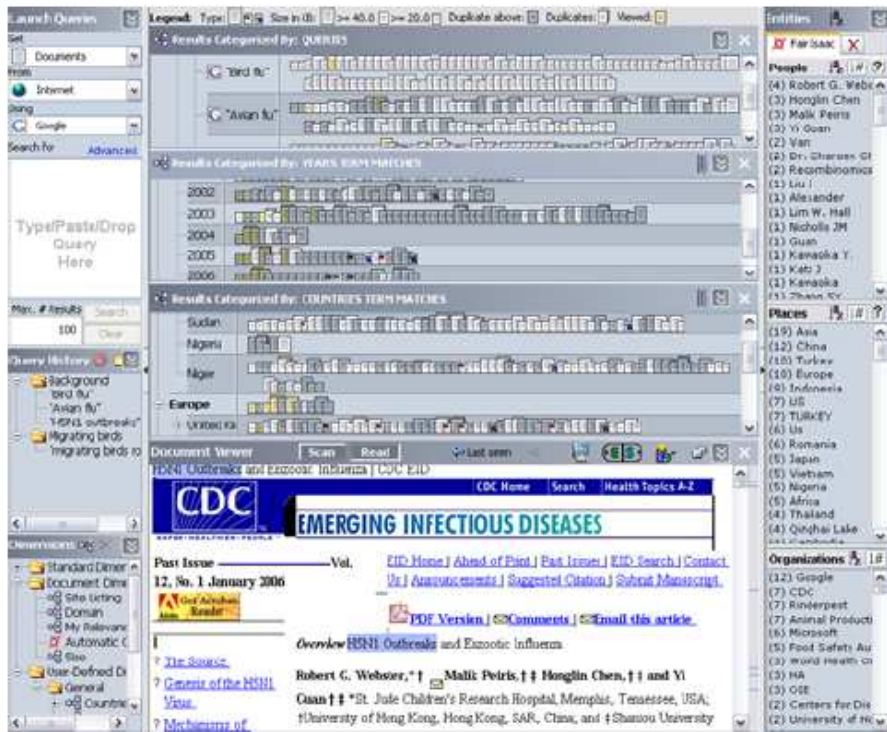 Launch Queries
Get
Documents
From
Internet
Using
Google
Search for Advanced
Type/Paste/Drop
Query
Here
Max. # Results Search
100 Clear
Query History
Background
"Bird flu"
"Avian flu"
"H5N1 outbreaks"
Migrating birds
"migrating birds ro
Dimensions
Standard Dimen
Document Dime
Site Listing
Domain
My Relevanc
Automatic C
Size
User-Defined Di
General
Countrie
Legend: Type: Size in (B): >= 40.0 >= 20.0 Duplicate above: Duplicates: Viewed:
Results Categorized By: QUERIES
"Bird flu"
"Avian flu"
Results Categorized By: YEARS TERM MATCHES
2002
2003
2004
2005
2006
Results Categorized By: COUNTRIES TERM MATCHES
Sudan
Nigeria
Niger
Europe
United Ki
Document Viewer Scan Read Last seen
H5N1 Outbreaks and Enzootic Influenza | CDC EID
CDC
SAFER • HEALTHIER • PEOPLE
CDC Home Search Health Topics A-Z
EMERGING INFECTIOUS DISEASES
Past Issue Vol.
12, No. 1 January 2006
EID Home | Ahead of Print | Past Issues | EID Search | Contact
Us | Announcements | Suggested Citation | Submit Manuscript
Get Acrobat
Reader
Adobe
PDF Version | Comments | Email this article
Overview H5N1 Outbreaks and Enzootic Influenza
? The Source
? Genesis of the H5N1
Virus
? Mechanisms of
Robert G. Webster,*† Malik Peiris,†‡ Honglin Chen,†‡ and Yi
Guan†‡ *St. Jude Children's Research Hospital, Memphis, Tennessee, USA;
†University of Hong Kong, Hong Kong, SAR, China; and ‡Shantou University
Entities
Fair Isaac
People # ?
(4) Robert G. Webs
(3) Honglin Chen
(3) Malik Peiris
(3) Yi Guan
(2) Van
(2) Recombinomics
(1) Liu J
(1) Alexander
(1) Lim W. Hall
(1) Nicholls JM
(1) Guan
(1) Kawaoka Y.
(1) Katz J
(1) Kawaoka
(1) Zhang SY
Places # ?
(19) Asia
(12) China
(10) Turkey
(10) Europe
(9) Indonesia
(7) US
(7) TURKEY
(6) Us
(6) Romania
(5) Japan
(5) Vietnam
(5) Nigeria
(5) Africa
(4) Thailand
(4) Qinghai Lake
(4) Cambodia
Organizations #
(12) Google
(7) CDC
(7) Rinderpest
(7) Animal Producti
(6) Microsoft
(5) Food Safety Au
(3) World Health Or
(3) HA
(3) OSE
(2) Centers for Dis
(2) University of Ho